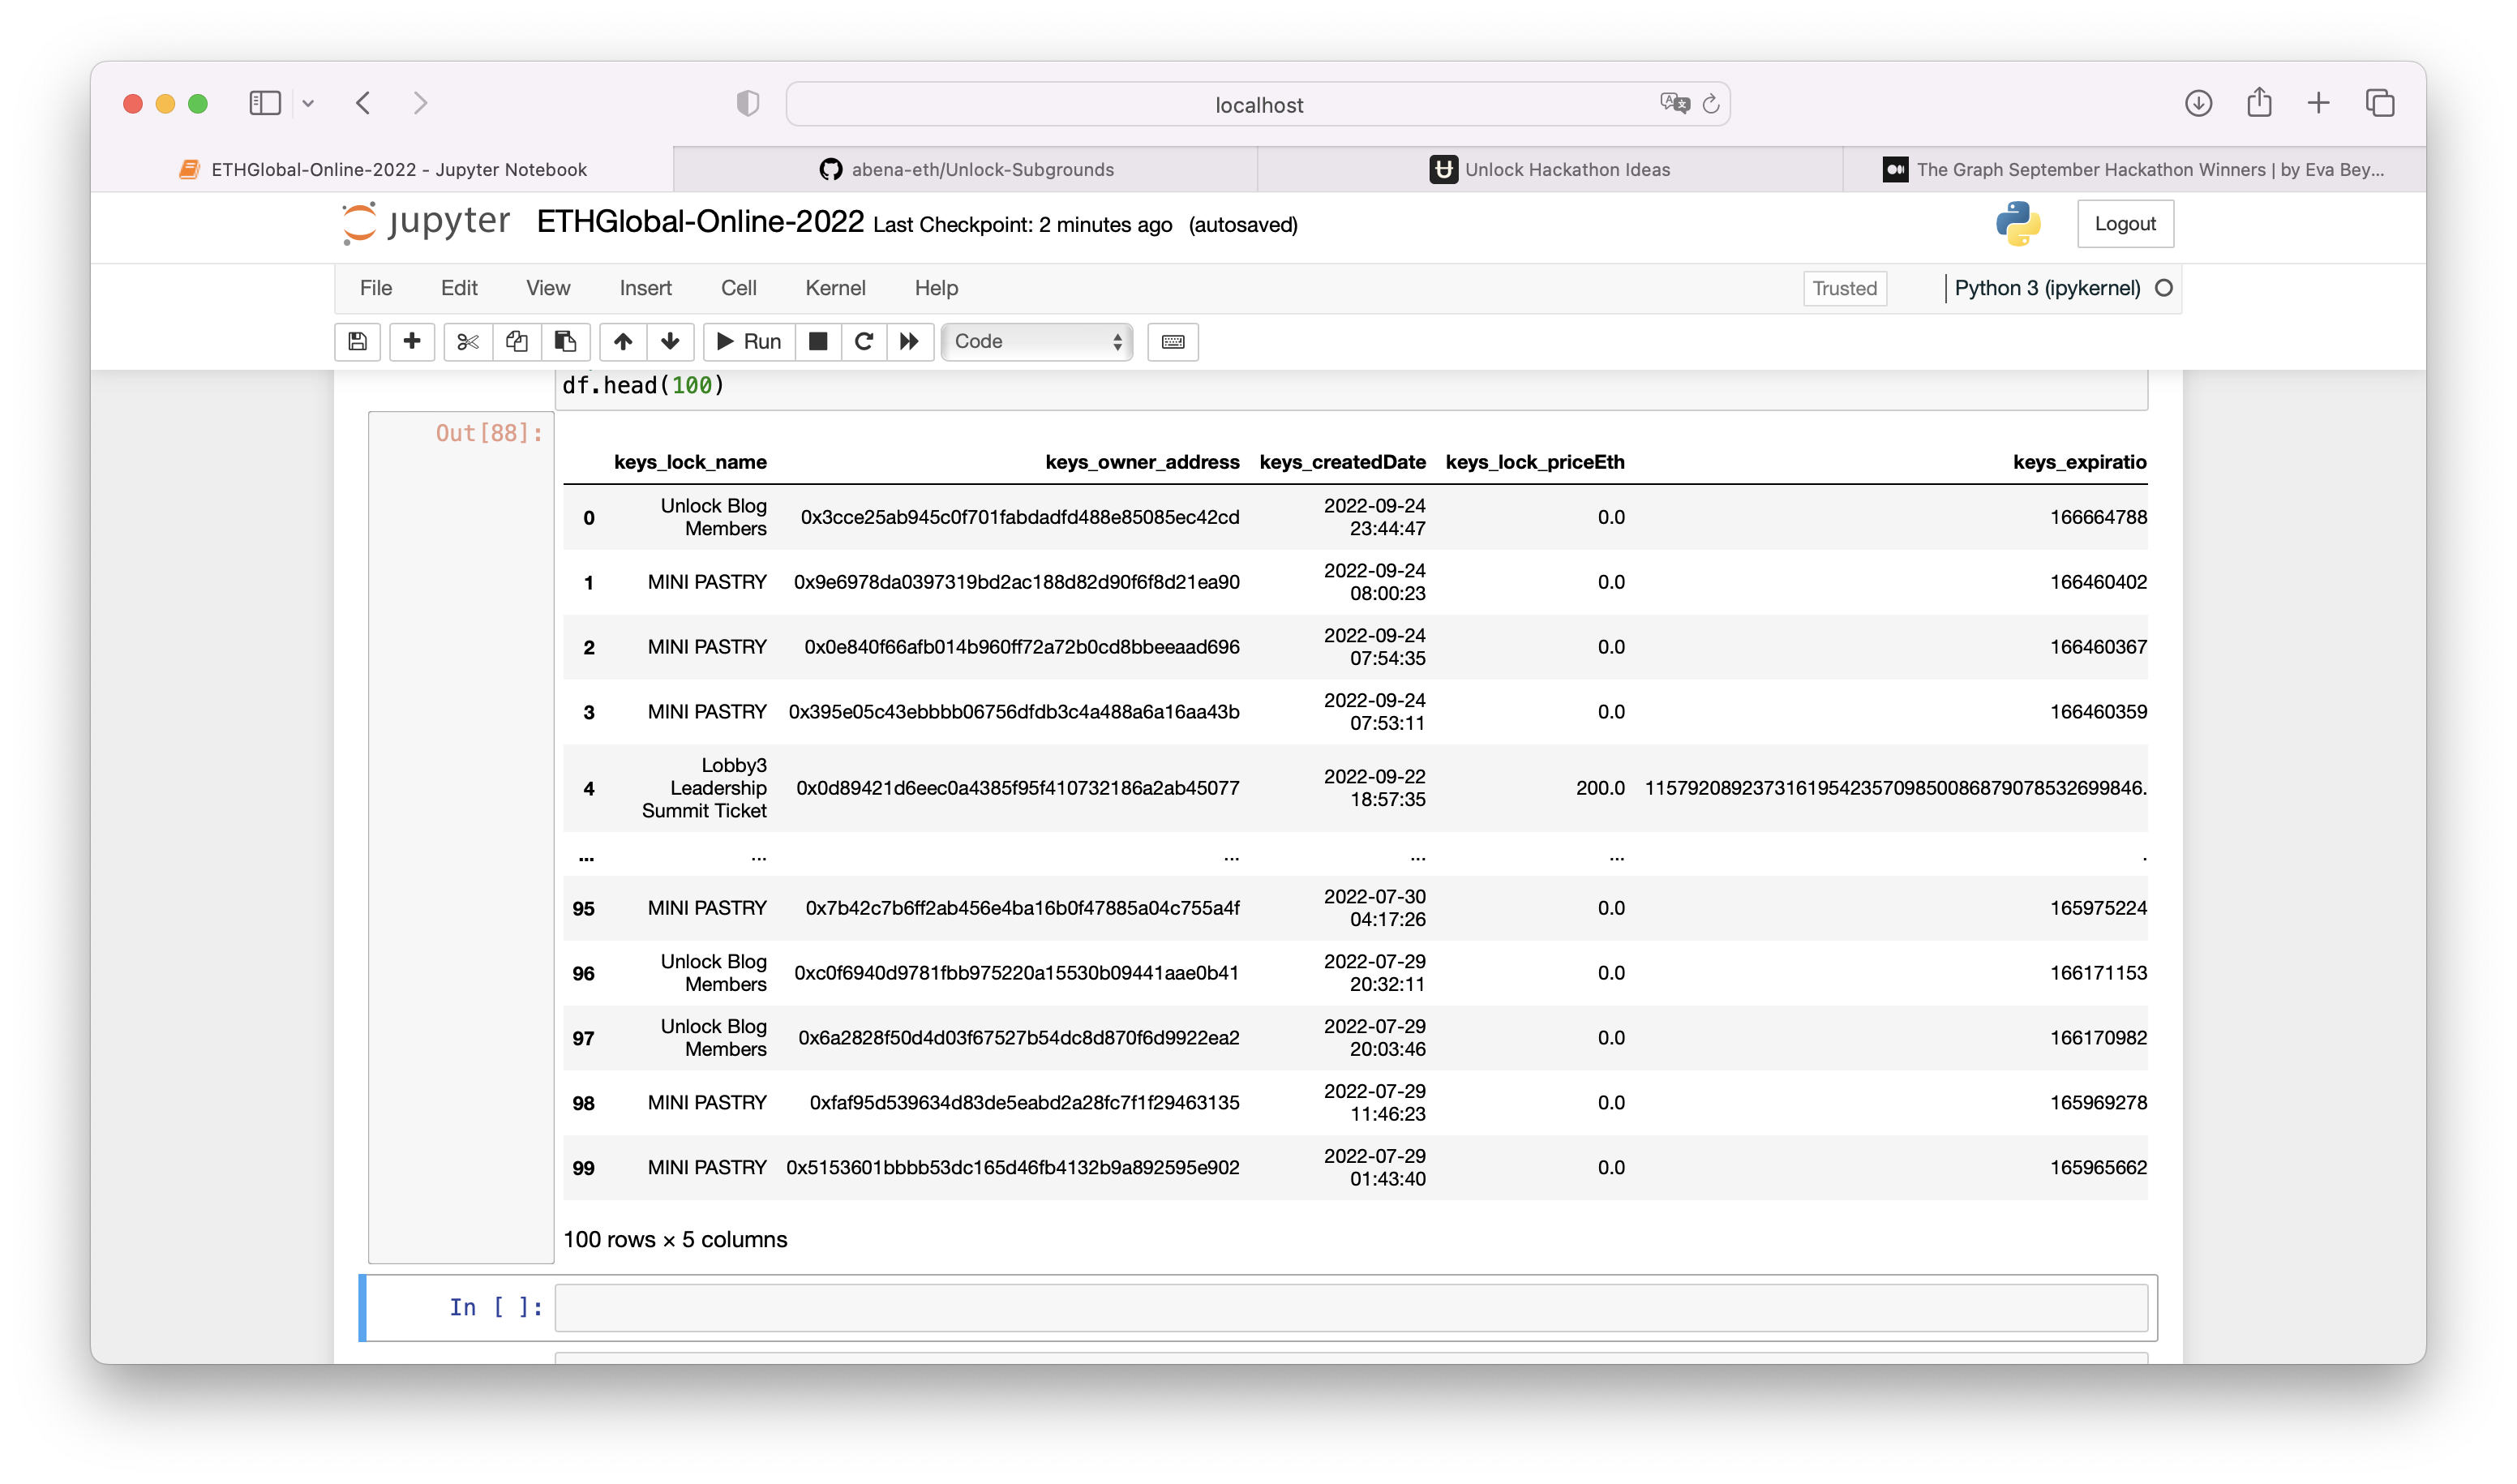 localhost
ETHGlobal-Online-2022 - Jupyter Notebook
abena-eth/Unlock-Subgrounds
Unlock Hackathon Ideas
The Graph September Hackathon Winners | by Eva Bey...
jupyter ETHGlobal-Online-2022 Last Checkpoint: 2 minutes ago (autosaved)
Logout
File Edit View Insert Cell Kernel Help
Trusted
Python 3 (ipykernel)
Run
Code
df.head(100)
Out[88]:
keys_lock_name keys_owner_address keys_createdDate keys_lock_priceEth keys_expiratio
0 Unlock Blog Members 0x3cce25ab945c0f701fabdadfd488e85085ec42cd 2022-09-24 23:44:47 0.0 166664788
1 MINI PASTRY 0x9e6978da0397319bd2ac188d82d90f6f8d21ea90 2022-09-24 08:00:23 0.0 166460402
2 MINI PASTRY 0x0e840f66afb014b960ff72a72b0cd8bbeeaad696 2022-09-24 07:54:35 0.0 166460367
3 MINI PASTRY 0x395e05c43ebbbb06756dfdb3c4a488a6a16aa43b 2022-09-24 07:53:11 0.0 166460359
4 Lobby3 Leadership Summit Ticket 0x0d89421d6eec0a4385f95f410732186a2ab45077 2022-09-22 18:57:35 200.0 115792089237316195423570985008687907853269984​6.
... ... ... ... ... .
95 MINI PASTRY 0x7b42c7b6ff2ab456e4ba16b0f47885a04c755a4f 2022-07-30 04:17:26 0.0 165975224
96 Unlock Blog Members 0xc0f6940d9781fbb975220a15530b09441aae0b41 2022-07-29 20:32:11 0.0 166171153
97 Unlock Blog Members 0x6a2828f50d4d03f67527b54dc8d870f6d9922ea2 2022-07-29 20:03:46 0.0 166170982
98 MINI PASTRY 0xfaf95d539634d83de5eabd2a28fc7f1f29463135 2022-07-29 11:46:23 0.0 165969278
99 MINI PASTRY 0x5153601bbbb53dc165d46fb4132b9a892595e902 2022-07-29 01:43:40 0.0 165965662
100 rows × 5 columns
In [ ]: